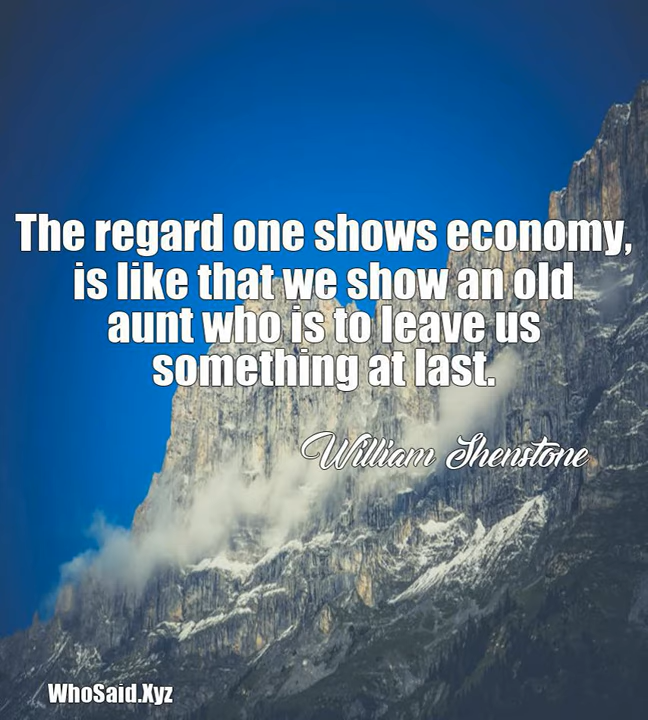 The regard one shows economy,
is like that we show an old
aunt who is to leave us
something at last.
William Shenstone
WhoSaid.Xyz